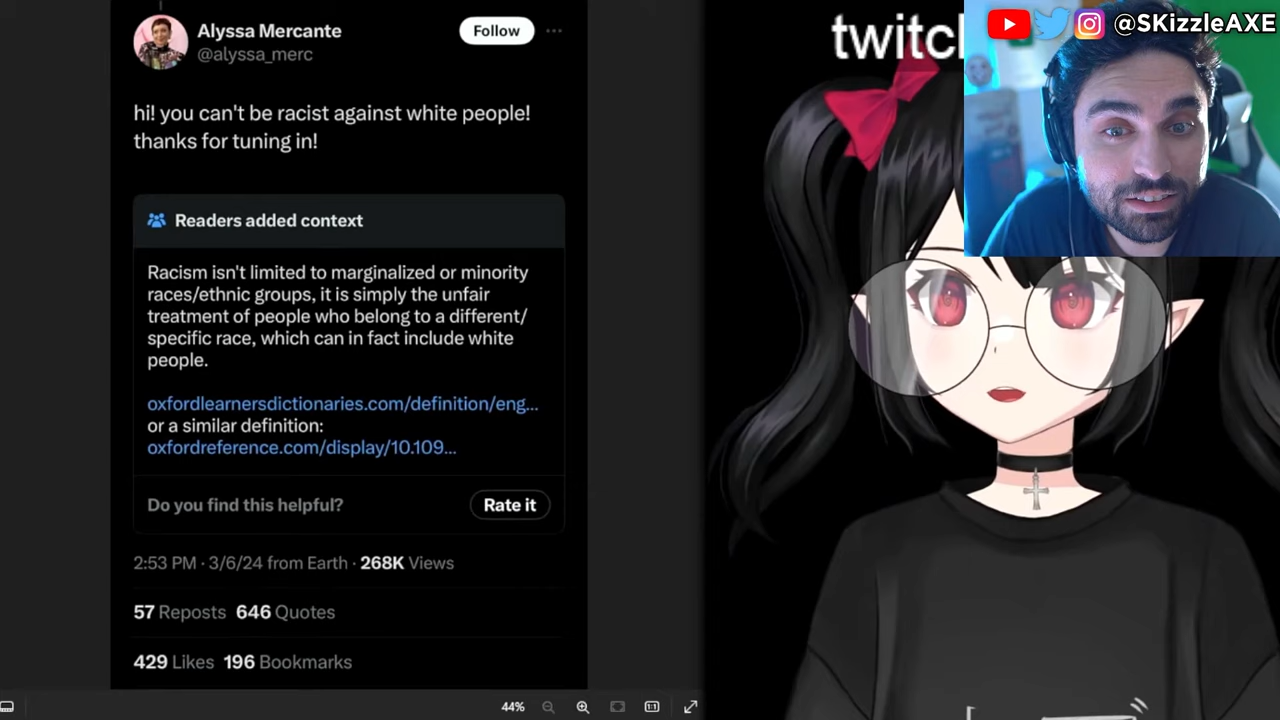 Alyssa Mercante
@alyssa_merc
Follow
hi! you can't be racist against white people!
thanks for tuning in!
Readers added context
Racism isn't limited to marginalized or minority
races/ethnic groups, it is simply the unfair
treatment of people who belong to a different/
specific race, which can in fact include white
people.
oxfordlearnersdictionaries.com/definition/eng...
or a similar definition:
oxfordreference.com/display/10.109...
Do you find this helpful?
Rate it
2:53 PM · 3/6/24 from Earth · 268K Views
57 Reposts 646 Quotes
429 Likes 196 Bookmarks
44%
1:1
twitc
@SKizzleAXE